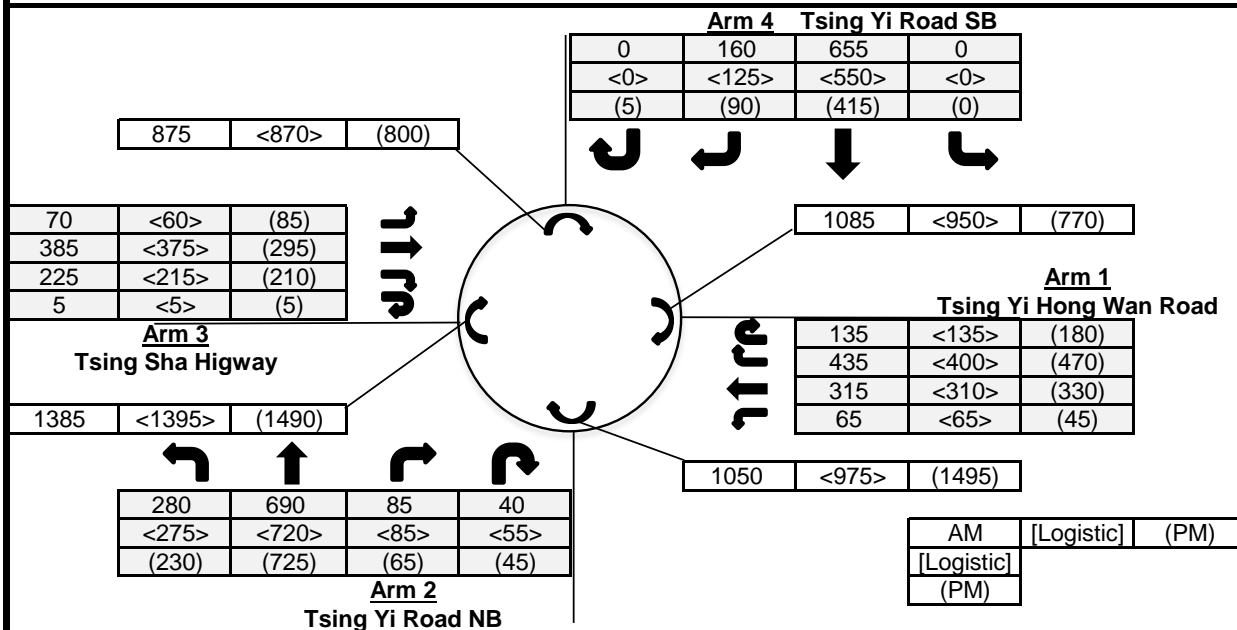 Arm 4 Tsing Yi Road SB
0 160 655 0
<0> <125> <550> <0>
(5) (90) (415) (0)
875 <870> (800)
70 <60> (85)
385 <375> (295)
225 <215> (210)
5 <5> (5)
Arm 3
Tsing Sha Higway
1085 <950> (770)
Arm 1
Tsing Yi Hong Wan Road
135 <135> (180)
435 <400> (470)
315 <310> (330)
65 <65> (45)
1385 <1395> (1490)
1050 <975> (1495)
280 690 85 40
<275> <720> <85> <55>
(230) (725) (65) (45)
Arm 2
Tsing Yi Road NB
AM [Logistic] (PM)
[Logistic]
(PM)